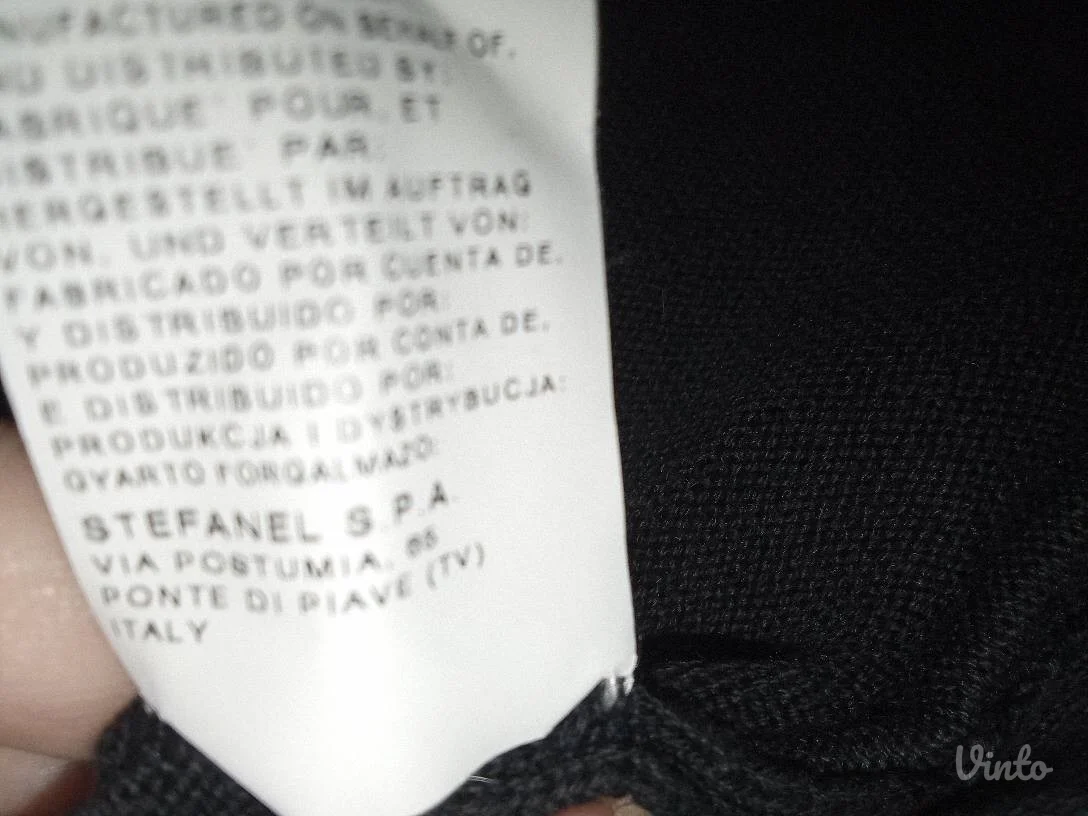 NUFACTURED ON BEHALF OF,
ND DISTRIBUTED BY:
ABRIQUE' POUR, ET
ISTRIBUE' PAR:
HERGESTELLT IM AUFTRAG
VON, UND VERTEILT VON:
FABRICADO POR CUENTA DE,
Y DISTRIBUIDO POR:
PRODUZIDO POR CONTA DE,
E DISTRIBUIDO POR:
PRODUKCJA I DYSTRYBUCJA:
GYARTO FORGALMAZO:
STEFANEL S.P.A.
VIA POSTUMIA, 85
PONTE DI PIAVE (TV)
ITALY
Vinto